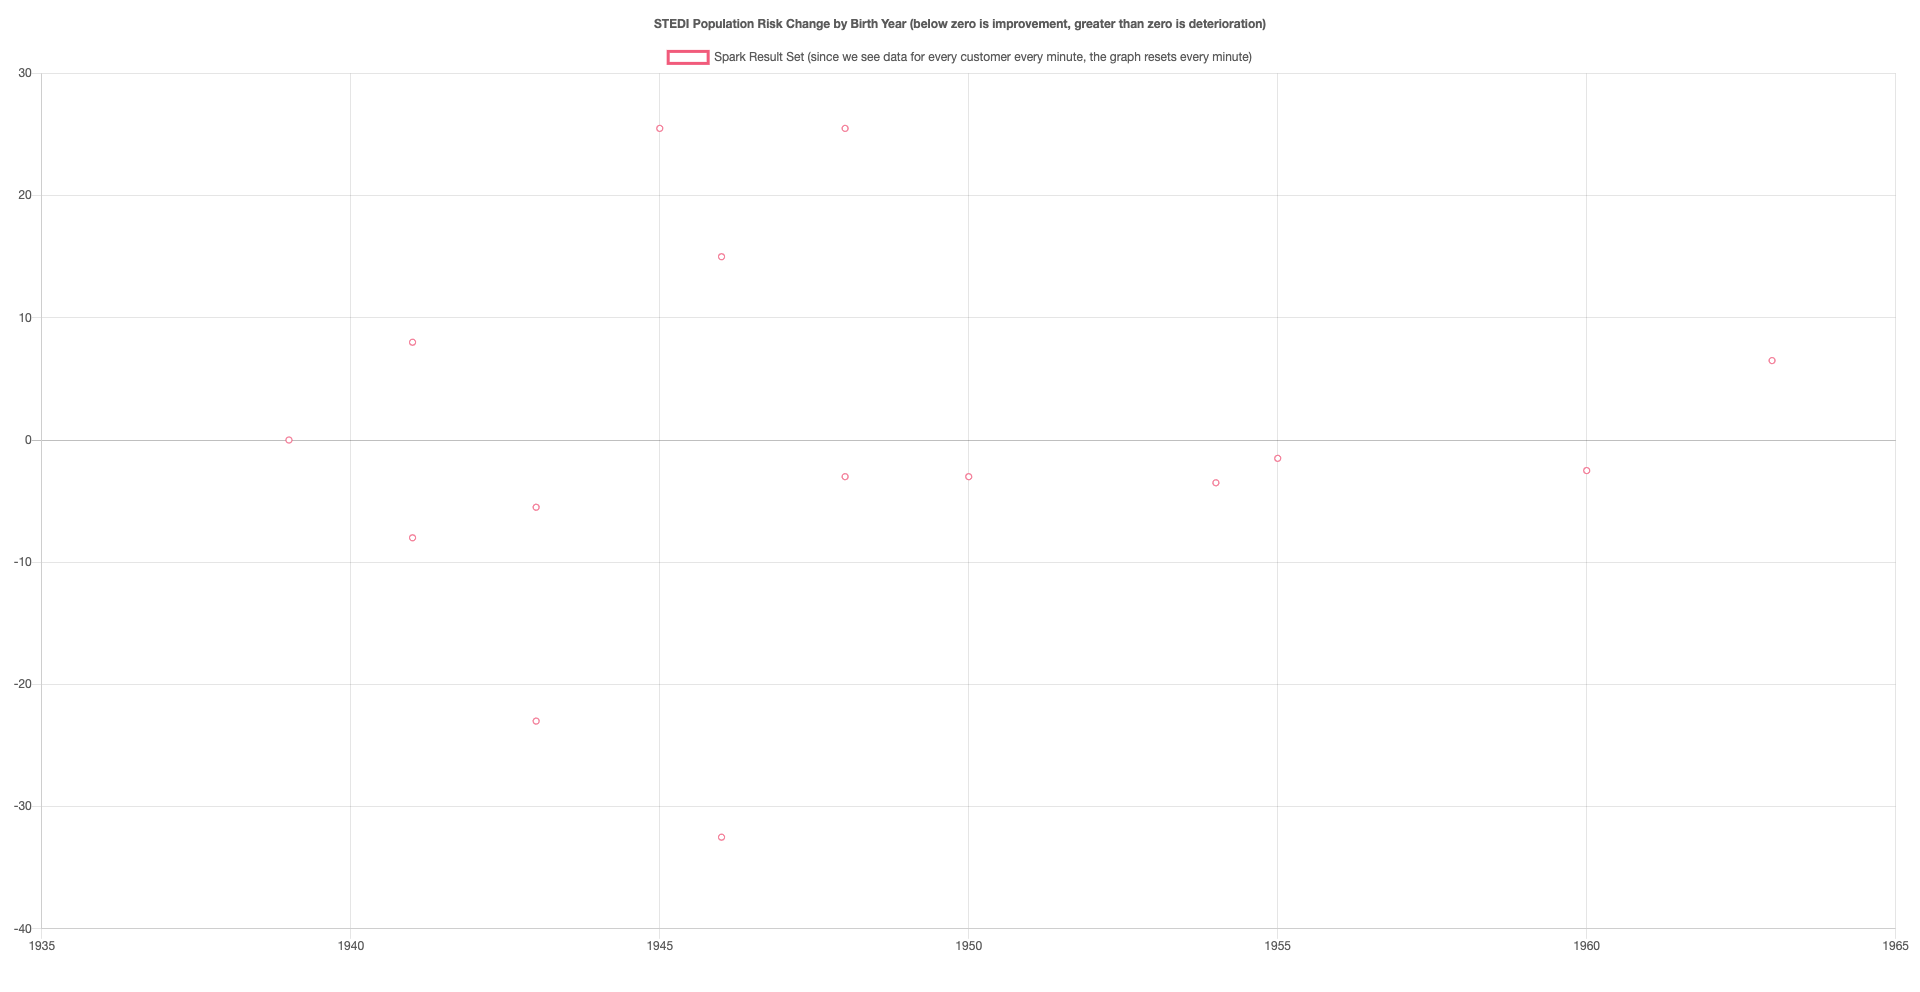 STEDI Population Risk Change by Birth Year (below zero is improvement, greater than zero is deterioration)
Spark Result Set (since we see data for every customer every minute, the graph resets every minute)
30
20
10
0
-10
-20
-30
-40
1935 1940 1945 1950 1955 1960 1965